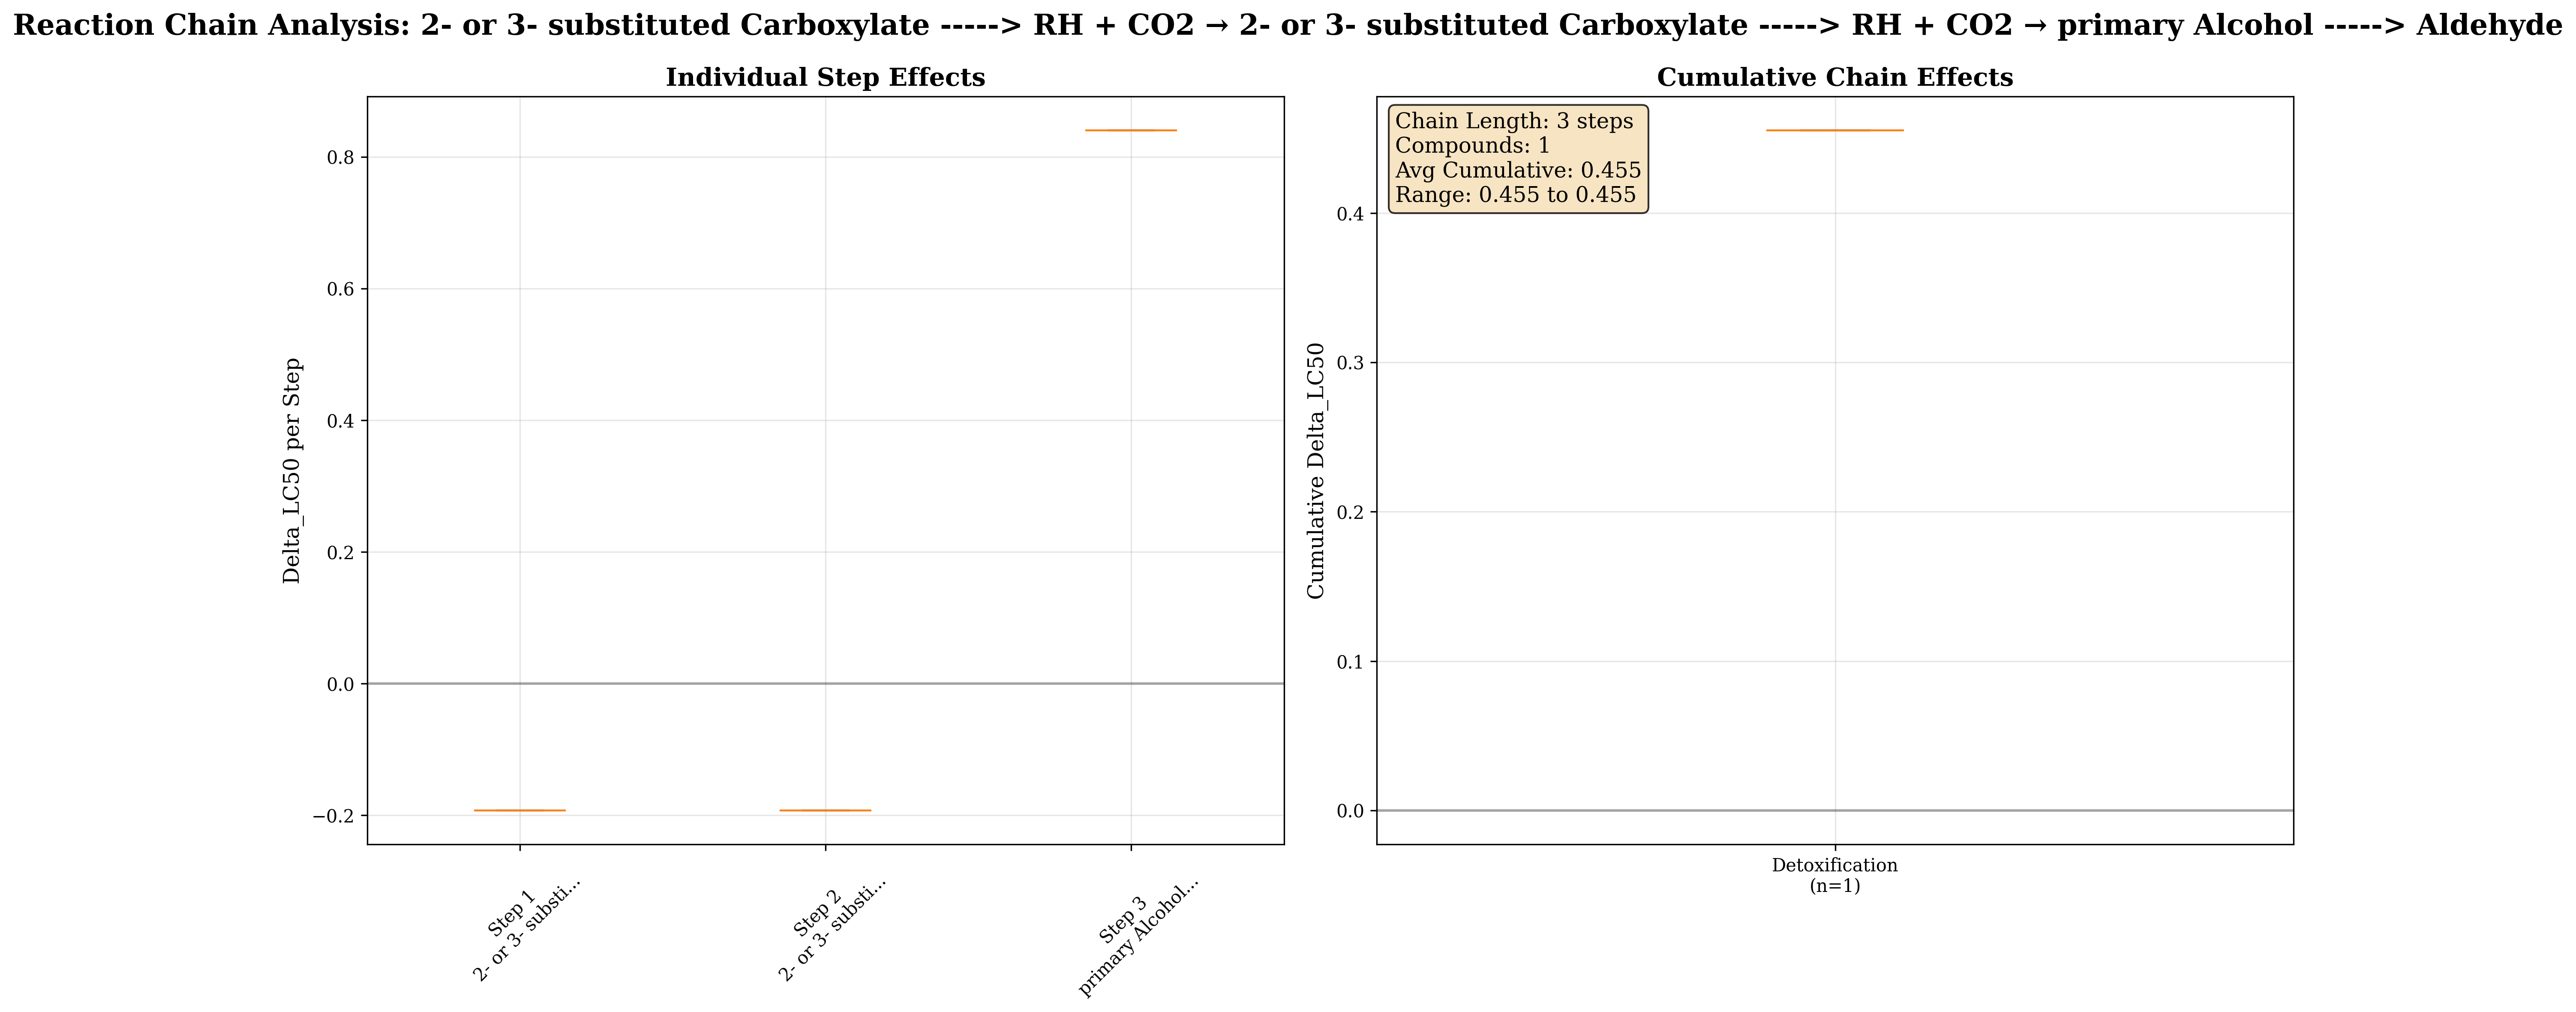 Reaction Chain Analysis: 2- or 3- substituted Carboxylate -----> RH + CO2 → 2- or 3- substituted Carboxylate -----> RH + CO2 → primary Alcohol -----> Aldehyde
Individual Step Effects
Delta_LC50 per Step
0.8
0.6
0.4
0.2
0.0
−0.2
Step 1
2- or 3- substi...
Step 2
2- or 3- substi...
Step 3
primary Alcohol...
Cumulative Chain Effects
Chain Length: 3 steps
Compounds: 1
Avg Cumulative: 0.455
Range: 0.455 to 0.455
Cumulative Delta_LC50
0.4
0.3
0.2
0.1
0.0
Detoxification
(n=1)